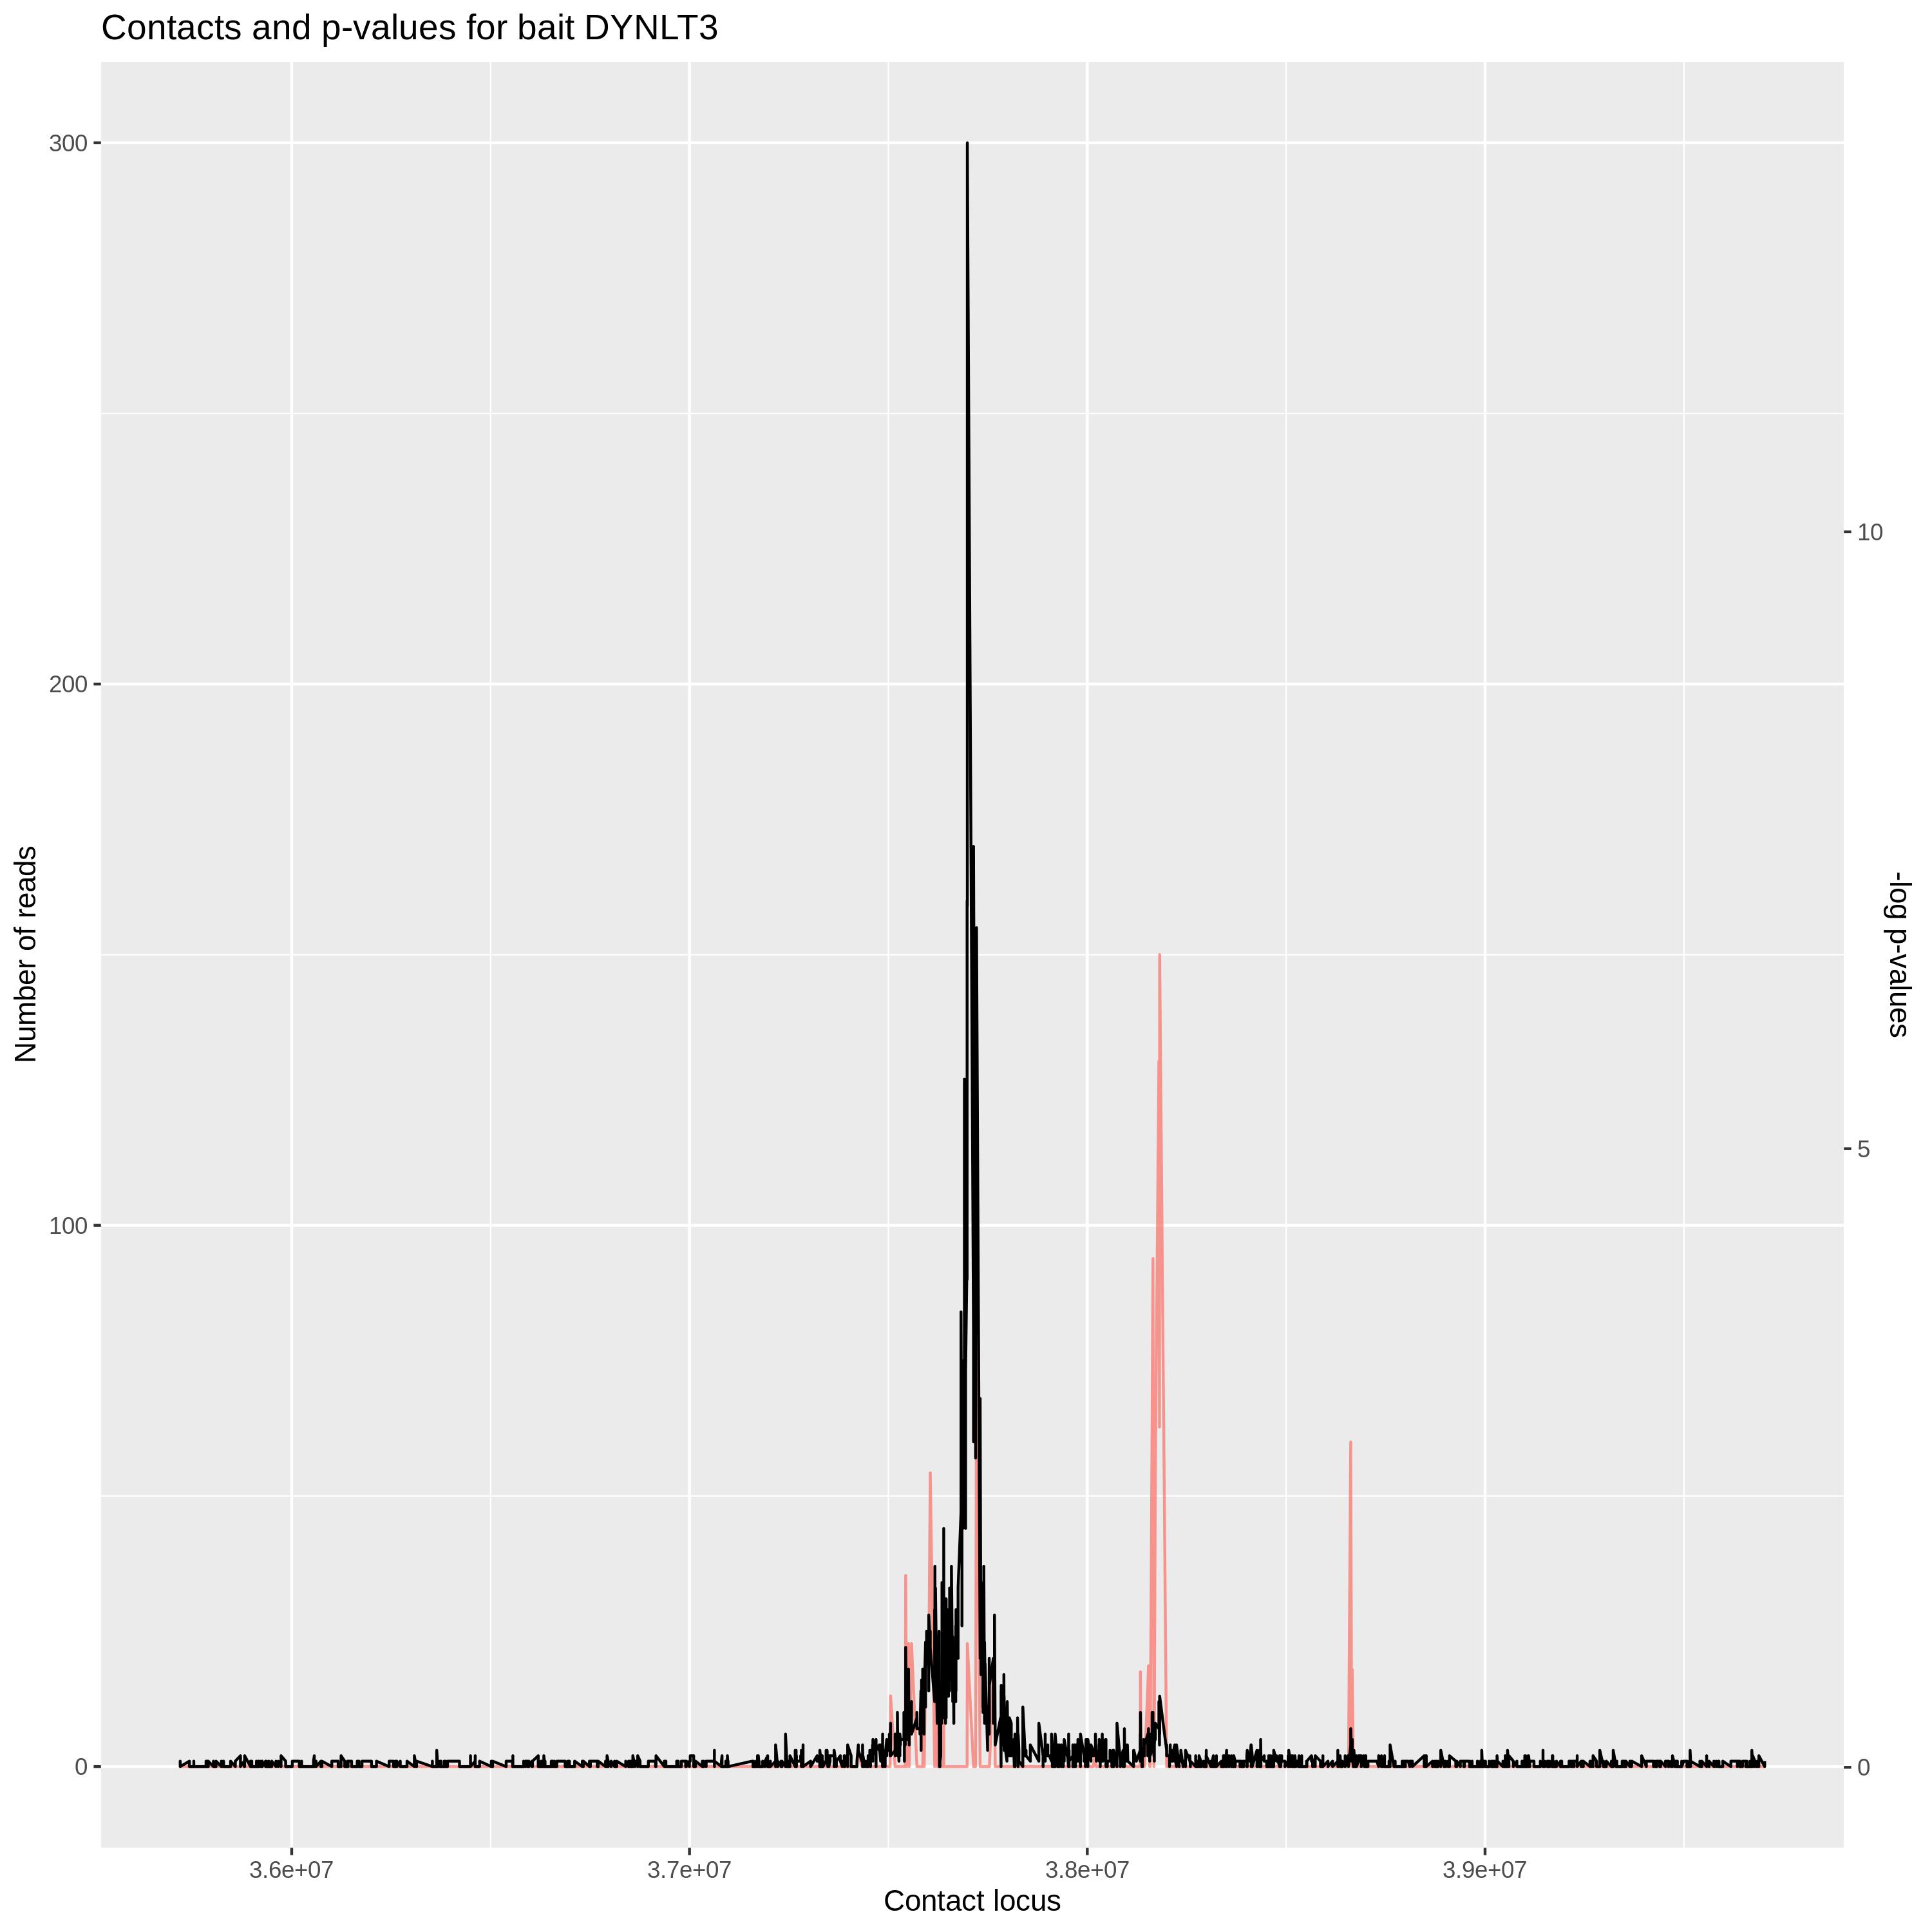 Contacts and p-values for bait DYNLT3
300
200
100
0
Number of reads
10
5
0
-log p-values
3.6e+07
3.7e+07
3.8e+07
3.9e+07
Contact locus